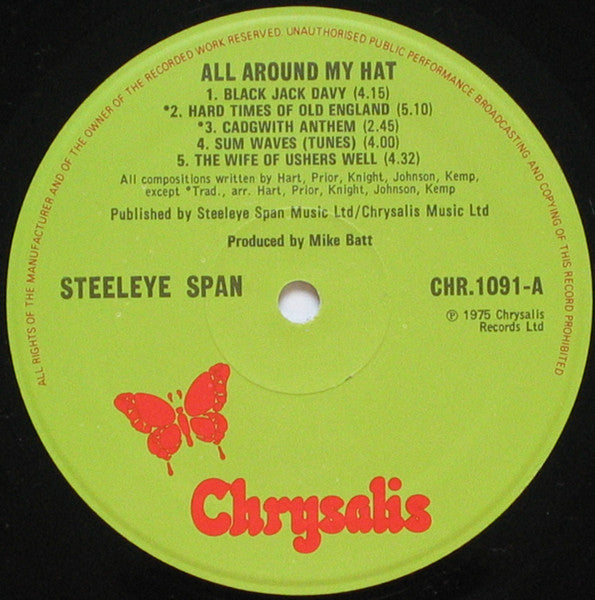 ALL RIGHTS OF THE MANUFACTURER AND OF THE OWNER OF THE RECORDED WORK RESERVED. UNAUTHORISED PUBLIC PERFORMANCE BROADCASTING AND COPYING OF THIS RECORD PROHIBITED
ALL AROUND MY HAT
1. BLACK JACK DAVY (4.15)
*2. HARD TIMES OF OLD ENGLAND (5.10)
*3. CADGWITH ANTHEM (2.45)
4. SUM WAVES (TUNES) (4.00)
5. THE WIFE OF USHERS WELL (4.32)
All compositions written by Hart, Prior, Knight, Johnson, Kemp,
except *Trad., arr. Hart, Prior, Knight, Johnson, Kemp
Published by Steeleye Span Music Ltd/Chrysalis Music Ltd
Produced by Mike Batt
STEELEYE SPAN
CHR.1091-A
℗ 1975 Chrysalis
Records Ltd
Chrysalis